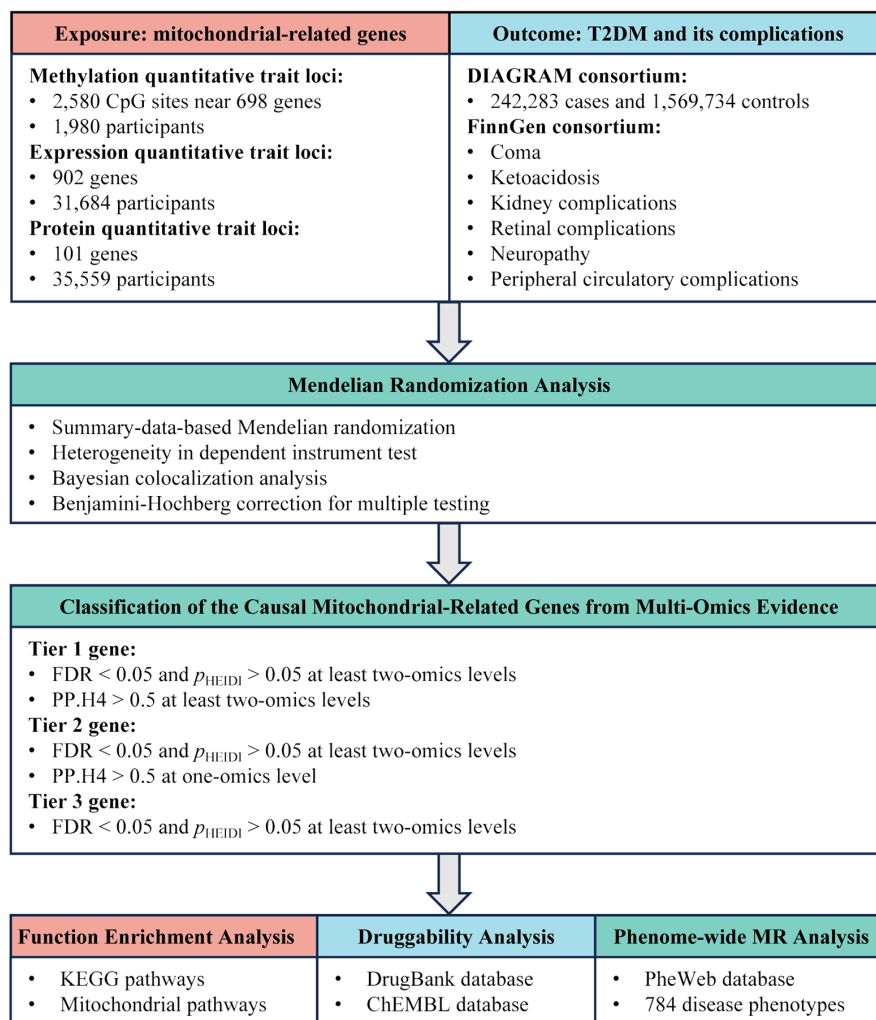 Exposure: mitochondrial-related genes
Methylation quantitative trait loci:
• 2,580 CpG sites near 698 genes
• 1,980 participants
Expression quantitative trait loci:
• 902 genes
• 31,684 participants
Protein quantitative trait loci:
• 101 genes
• 35,559 participants
Outcome: T2DM and its complications
DIAGRAM consortium:
• 242,283 cases and 1,569,734 controls
FinnGen consortium:
• Coma
• Ketoacidosis
• Kidney complications
• Retinal complications
• Neuropathy
• Peripheral circulatory complications
Mendelian Randomization Analysis
• Summary-data-based Mendelian randomization
• Heterogeneity in dependent instrument test
• Bayesian colocalization analysis
• Benjamini-Hochberg correction for multiple testing
Classification of the Causal Mitochondrial-Related Genes from Multi-Omics Evidence
Tier 1 gene:
• FDR < 0.05 and pHEIDI > 0.05 at least two-omics levels
• PP.H4 > 0.5 at least two-omics levels
Tier 2 gene:
• FDR < 0.05 and pHEIDI > 0.05 at least two-omics levels
• PP.H4 > 0.5 at one-omics level
Tier 3 gene:
• FDR < 0.05 and pHEIDI > 0.05 at least two-omics levels
Function Enrichment Analysis
• KEGG pathways
• Mitochondrial pathways
Druggability Analysis
• DrugBank database
• ChEMBL database
Phenome-wide MR Analysis
• PheWeb database
• 784 disease phenotypes